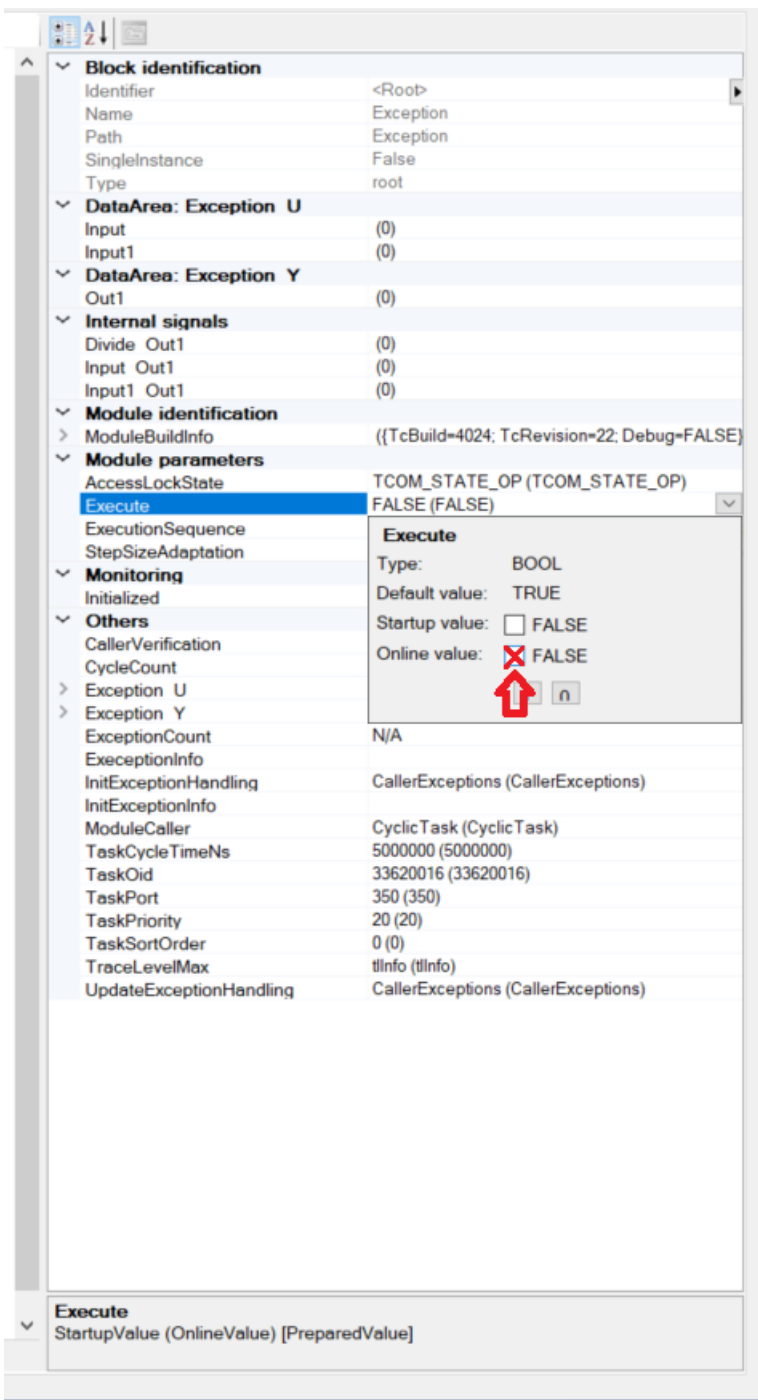 Block identification
Identifier <Root>
Name Exception
Path Exception
SingleInstance False
Type root
DataArea: Exception U
Input (0)
Input1 (0)
DataArea: Exception Y
Out1 (0)
Internal signals
Divide Out1 (0)
Input Out1 (0)
Input1 Out1 (0)
Module identification
ModuleBuildInfo ({TcBuild=4024; TcRevision=22; Debug=FALSE}
Module parameters
AccessLockState TCOM_STATE_OP (TCOM_STATE_OP)
Execute FALSE (FALSE)
ExecutionSequence
StepSizeAdaptation
Monitoring
Initialized
Others
CallerVerification
CycleCount
Exception U
Exception Y
Execute
Type: BOOL
Default value: TRUE
Startup value: FALSE
Online value: FALSE
ExceptionCount N/A
ExeceptionInfo
InitExceptionHandling CallerExceptions (CallerExceptions)
InitExceptionInfo
ModuleCaller CyclicTask (CyclicTask)
TaskCycleTimeNs 5000000 (5000000)
TaskOid 33620016 (33620016)
TaskPort 350 (350)
TaskPriority 20 (20)
TaskSortOrder 0 (0)
TraceLevelMax tlInfo (tlInfo)
UpdateExceptionHandling CallerExceptions (CallerExceptions)
Execute
StartupValue (OnlineValue) [PreparedValue]